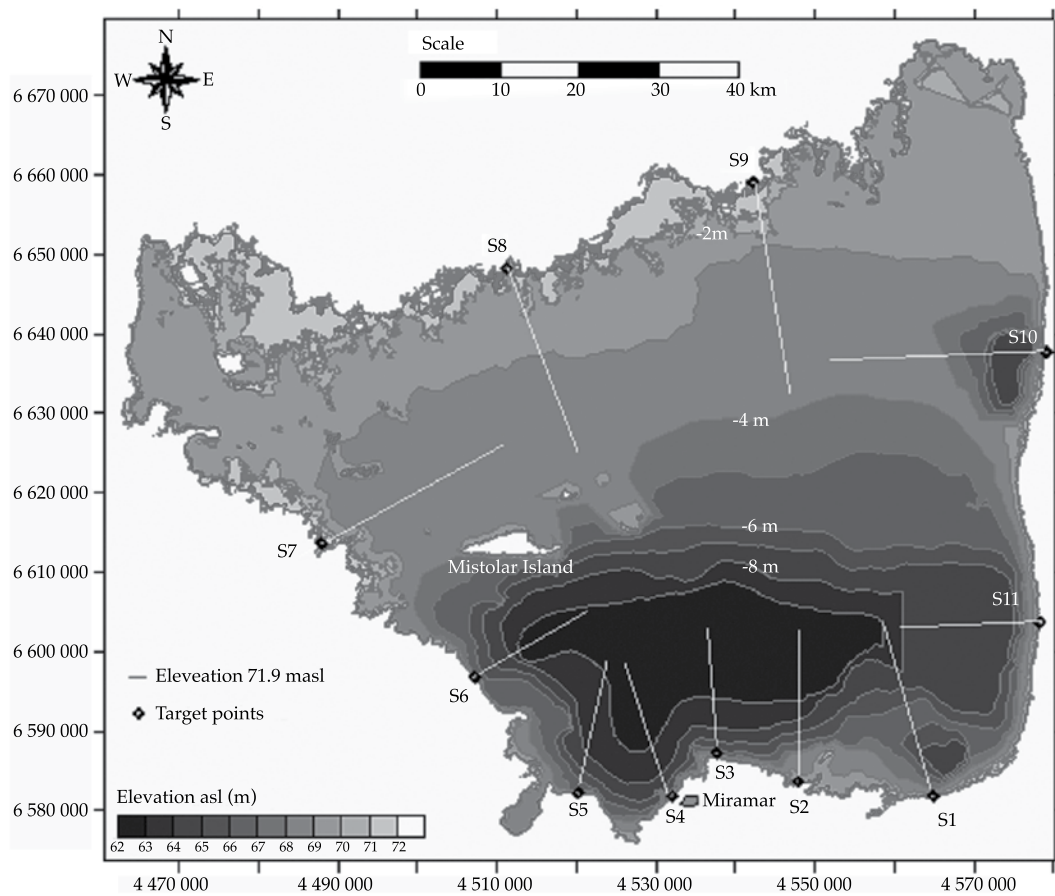 N
W E
S
Scale
0 10 20 30 40 km
6 670 000
6 660 000
6 650 000
6 640 000
6 630 000
6 620 000
6 610 000
6 600 000
6 590 000
6 580 000
S9
-2m
S8
S10
-4 m
-6 m
S7
Mistolar Island
-8 m
S11
Eleveation 71.9 masl
S6
Target points
S3
Elevation asl (m)
S5
S4
Miramar
S2
S1
62 63 64 65 66 67 68 69 70 71 72
4 470 000 4 490 000 4 510 000 4 530 000 4 550 000 4 570 000